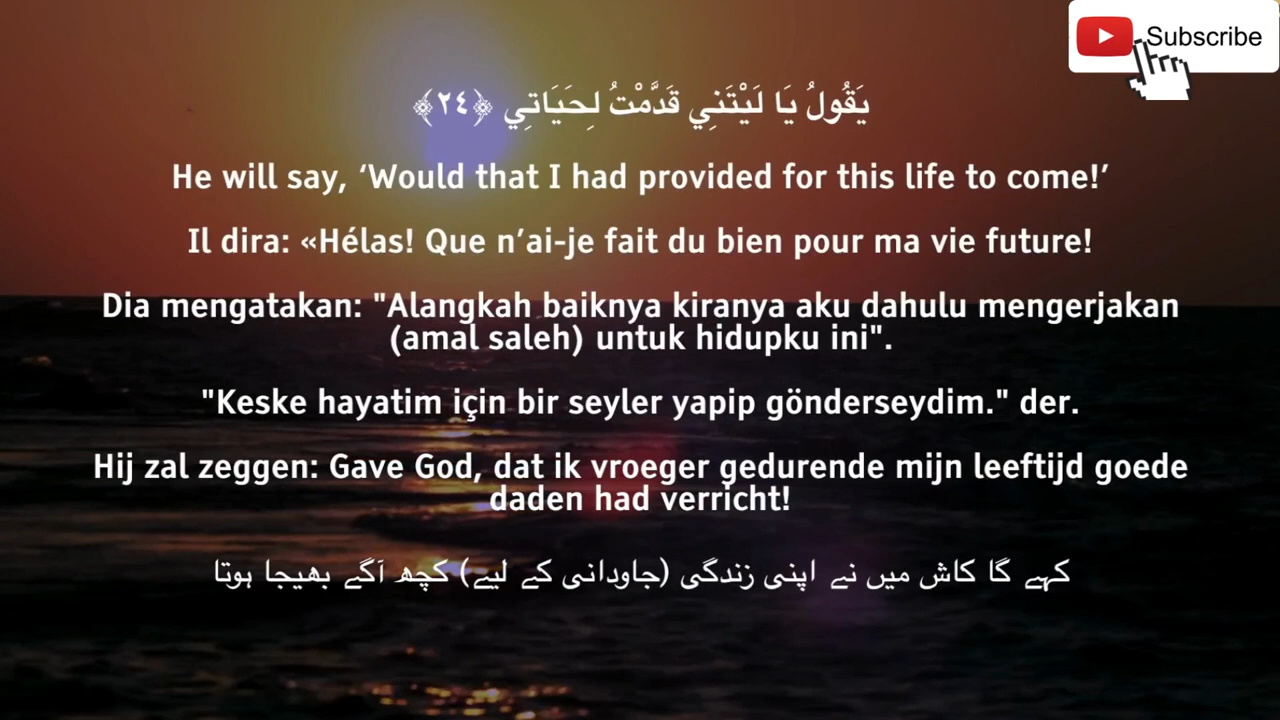 Subscribe
يَقُولُ يَا لَيْتَنِي قَدَّمْتُ لِحَيَاتِي ﴿٢٤﴾
He will say, ‘Would that I had provided for this life to come!’
Il dira: «Hélas! Que n’ai-je fait du bien pour ma vie future!
Dia mengatakan: "Alangkah baiknya kiranya aku dahulu mengerjakan
(amal saleh) untuk hidupku ini".
"Keske hayatim için bir seyler yapip gönderseydim." der.
Hij zal zeggen: Gave God, dat ik vroeger gedurende mijn leeftijd goede
daden had verricht!
کہے گا کاش میں نے اپنی زندگی (جاودانی کے لیے) کچھ آگے بھیجا ہوتا